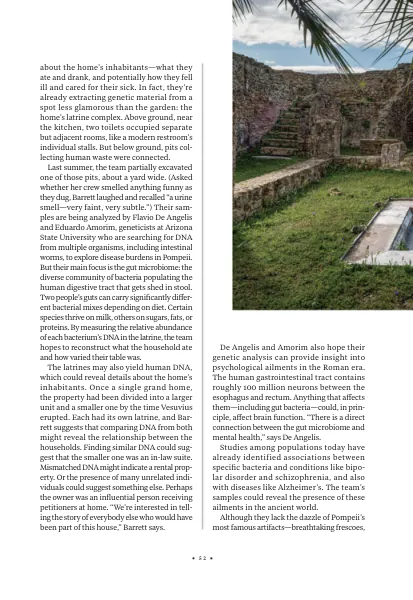 about the home's inhabitants—what they
ate and drank, and potentially how they fell
ill and cared for their sick. In fact, they're
already extracting genetic material from a
spot less glamorous than the garden: the
home's latrine complex. Above ground, near
the kitchen, two toilets occupied separate
but adjacent rooms, like a modern restroom's
individual stalls. But below ground, pits col-
lecting human waste were connected.
Last summer, the team partially excavated
one of those pits, about a yard wide. (Asked
whether her crew smelled anything funny as
they dug, Barrett laughed and recalled "a urine
smell—very faint, very subtle.") Their sam-
ples are being analyzed by Flavio De Angelis
and Eduardo Amorim, geneticists at Arizona
State University who are searching for DNA
from multiple organisms, including intestinal
worms, to explore disease burdens in Pompeii.
But their main focus is the gut microbiome: the
diverse community of bacteria populating the
human digestive tract that gets shed in stool.
Two people's guts can carry significantly differ-
ent bacterial mixes depending on diet. Certain
species thrive on milk, others on sugars, fats, or
proteins. By measuring the relative abundance
of each bacterium's DNA in the latrine, the team
hopes to reconstruct what the household ate
and how varied their table was.
The latrines may also yield human DNA,
which could reveal details about the home's
inhabitants. Once a single grand home,
the property had been divided into a larger
unit and a smaller one by the time Vesuvius
erupted. Each had its own latrine, and Bar-
rett suggests that comparing DNA from both
might reveal the relationship between the
households. Finding similar DNA could sug-
gest that the smaller one was an in-law suite.
Mismatched DNA might indicate a rental prop-
erty. Or the presence of many unrelated indi-
viduals could suggest something else. Perhaps
the owner was an influential person receiving
petitioners at home. "We're interested in tell-
ing the story of everybody else who would have
been part of this house," Barrett says.
De Angelis and Amorim also hope their
genetic analysis can provide insight into
psychological ailments in the Roman era.
The human gastrointestinal tract contains
roughly 100 million neurons between the
esophagus and rectum. Anything that affects
them—including gut bacteria—could, in prin-
ciple, affect brain function. "There is a direct
connection between the gut microbiome and
mental health," says De Angelis.
Studies among populations today have
already identified associations between
specific bacteria and conditions like bipo-
lar disorder and schizophrenia, and also
with diseases like Alzheimer's. The team's
samples could reveal the presence of these
ailments in the ancient world.
Although they lack the dazzle of Pompeii's
most famous artifacts—breathtaking frescoes,
• 52 •